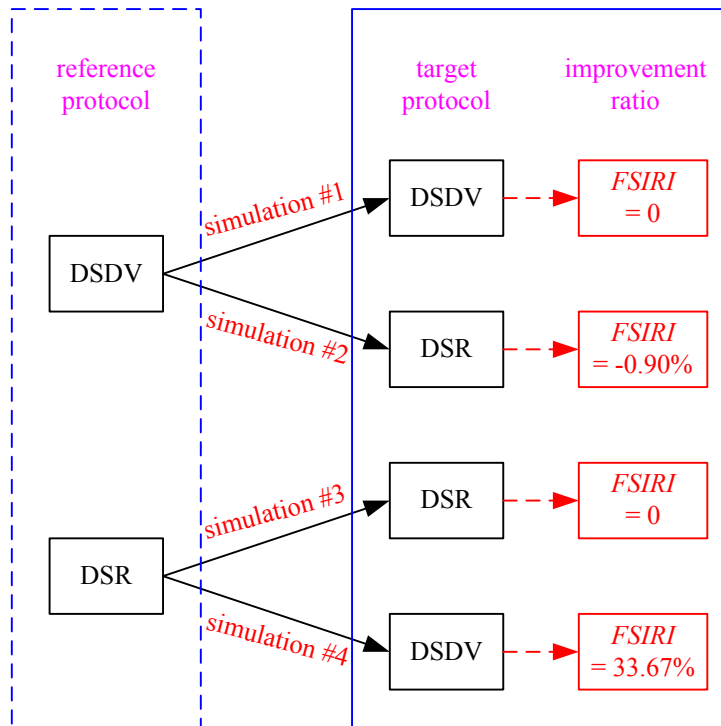 reference
protocol
target
protocol
improvement
ratio
DSDV
simulation #1
DSDV
FSIRI
= 0
simulation #2
DSR
FSIRI
= -0.90%
DSR
simulation #3
DSR
FSIRI
= 0
simulation #4
DSDV
FSIRI
= 33.67%